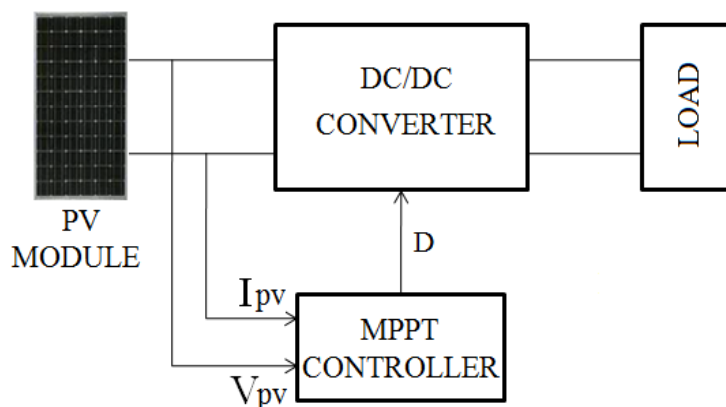 DC/DC
CONVERTER
LOAD
PV
MODULE
D
Ipv
MPPT
CONTROLLER
Vpv